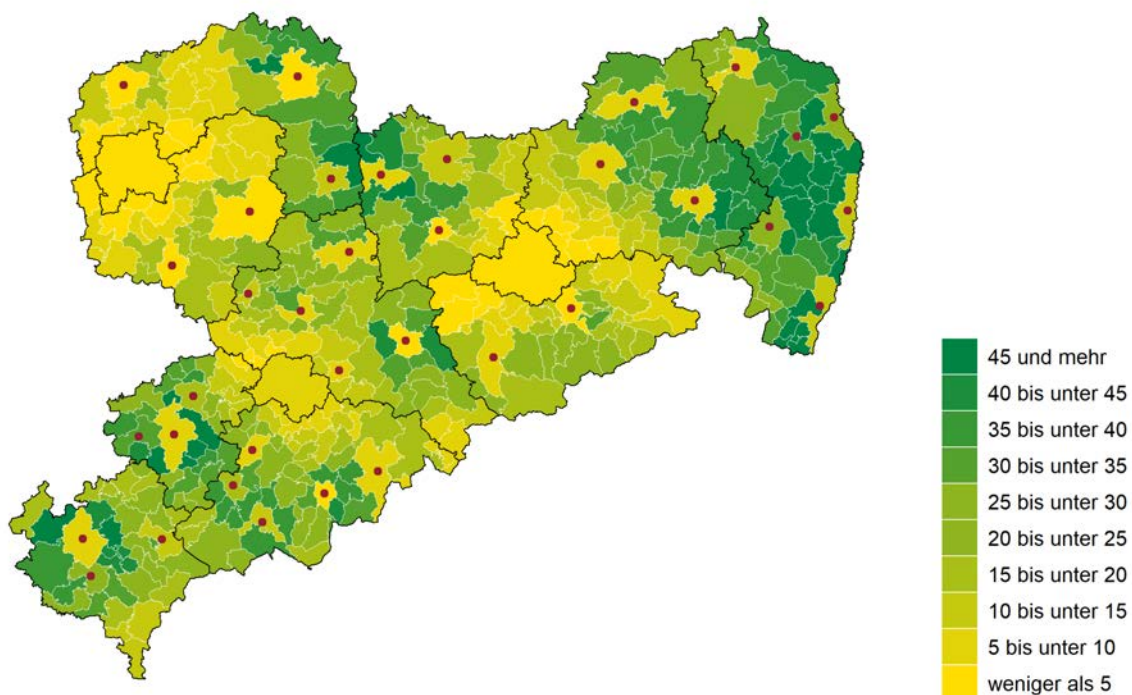 45 und mehr
40 bis unter 45
35 bis unter 40
30 bis unter 35
25 bis unter 30
20 bis unter 25
15 bis unter 20
10 bis unter 15
5 bis unter 10
weniger als 5